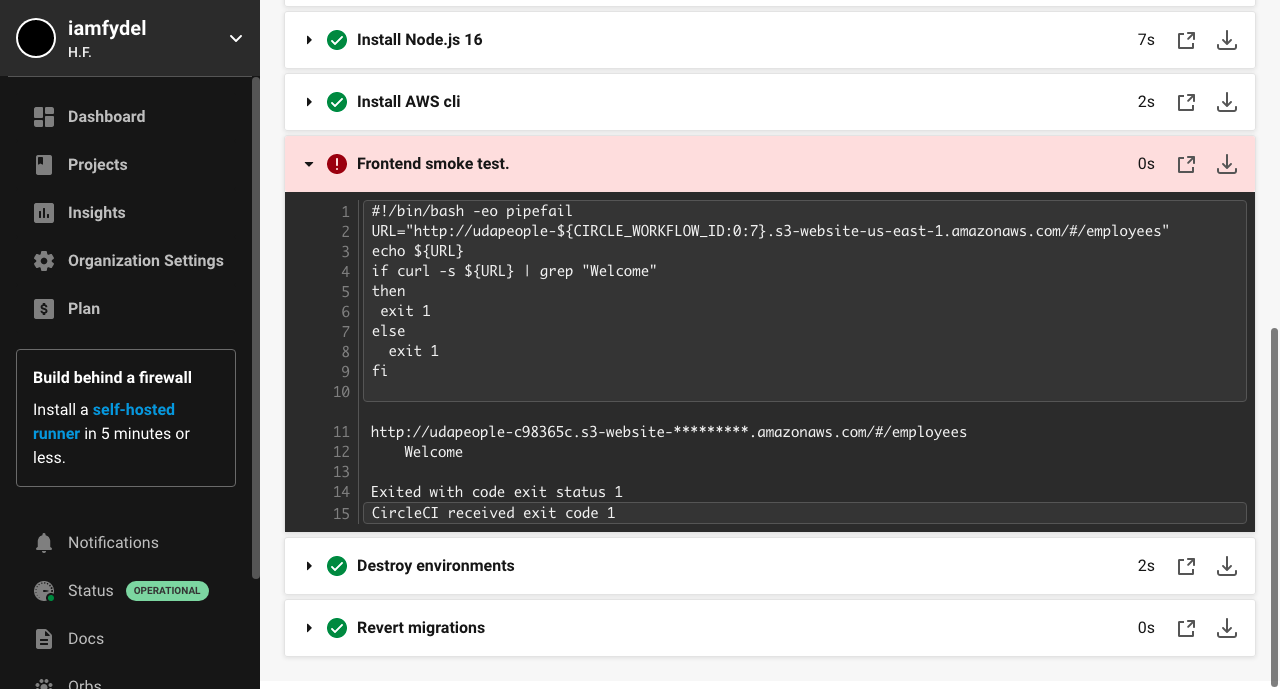 iamfydel
H.F.
Dashboard
Projects
Insights
Organization Settings
Plan
Build behind a firewall
Install a self-hosted
runner in 5 minutes or
less.
Notifications
Status OPERATIONAL
Docs
Orbs
Install Node.js 16 7s
Install AWS cli 2s
Frontend smoke test. 0s
1 #!/bin/bash -eo pipefail
2 URL="http://udapeople-${CIRCLE_WORKFLOW_ID:0:7}.s3-website-us-east-1.amazonaws.com/#/employees"
3 echo ${URL}
4 if curl -s ${URL} | grep "Welcome"
5 then
6  exit 1
7 else
8   exit 1
9 fi
10
11 http://udapeople-c98365c.s3-website-*********.amazonaws.com/#/employees
12     Welcome
13
14 Exited with code exit status 1
15 CircleCI received exit code 1
Destroy environments 2s
Revert migrations 0s